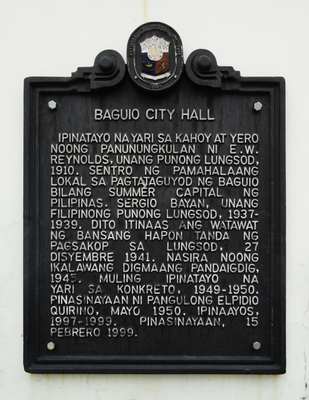 BAGUIO CITY HALL
IPINATAYO NA YARI SA KAHOY AT YERO
NOONG PANUNUNGKULAN NI E.W.
REYNOLDS, UNANG PUNONG LUNGSOD,
1910. SENTRO NG PAMAHALAANG
LOKAL SA PAGTATAGUYOD NG BAGUIO
BILANG SUMMER CAPITAL NG
PILIPINAS. SERGIO BAYAN, UNANG
FILIPINONG PUNONG LUNGSOD, 1937-
1939. DITO ITINAAS ANG WATAWAT
NG BANSANG HAPON TANDA NG
PAGSAKOP SA LUNGSOD, 27
DISYEMBRE 1941. NASIRA NOONG
IKALAWANG DIGMAANG PANDAIGDIG,
1945. MULING IPINATAYO NA
YARI SA KONKRETO, 1949-1950.
PINASINAYAAN NI PANGULONG ELPIDIO
QUIRINO, MAYO 1950. IPINAAYOS,
1997-1999. PINASINAYAAN, 15
PEBRERO 1999.